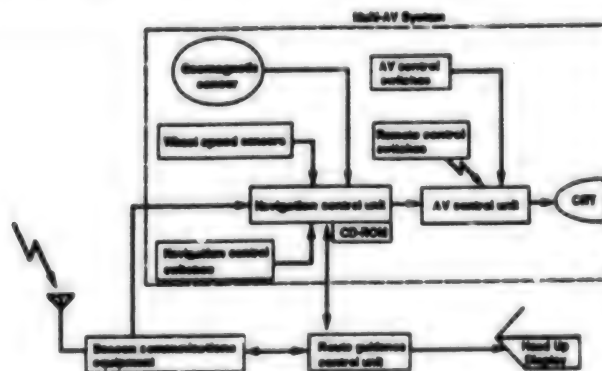 Multi-AV System
Geomagnetic
sensor
AV control
switches
Wheel speed sensors
Remote control
switches
Navigation control unit
AV control unit
CRT
CD-ROM
Navigation control
switches
Beacon communications
equipment
Route guidance
control unit
Head Up
Display